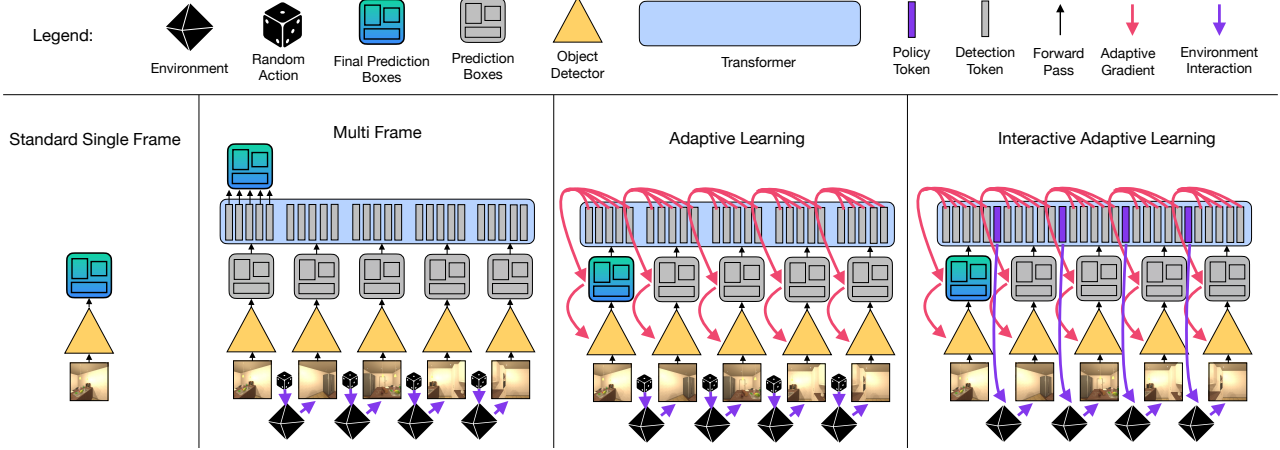 Legend:
Environment
Random
Action
Final Prediction
Boxes
Prediction
Boxes
Object
Detector
Transformer
Policy
Token
Detection
Token
Forward
Pass
Adaptive
Gradient
Environment
Interaction
Standard Single Frame
Multi Frame
Adaptive Learning
Interactive Adaptive Learning